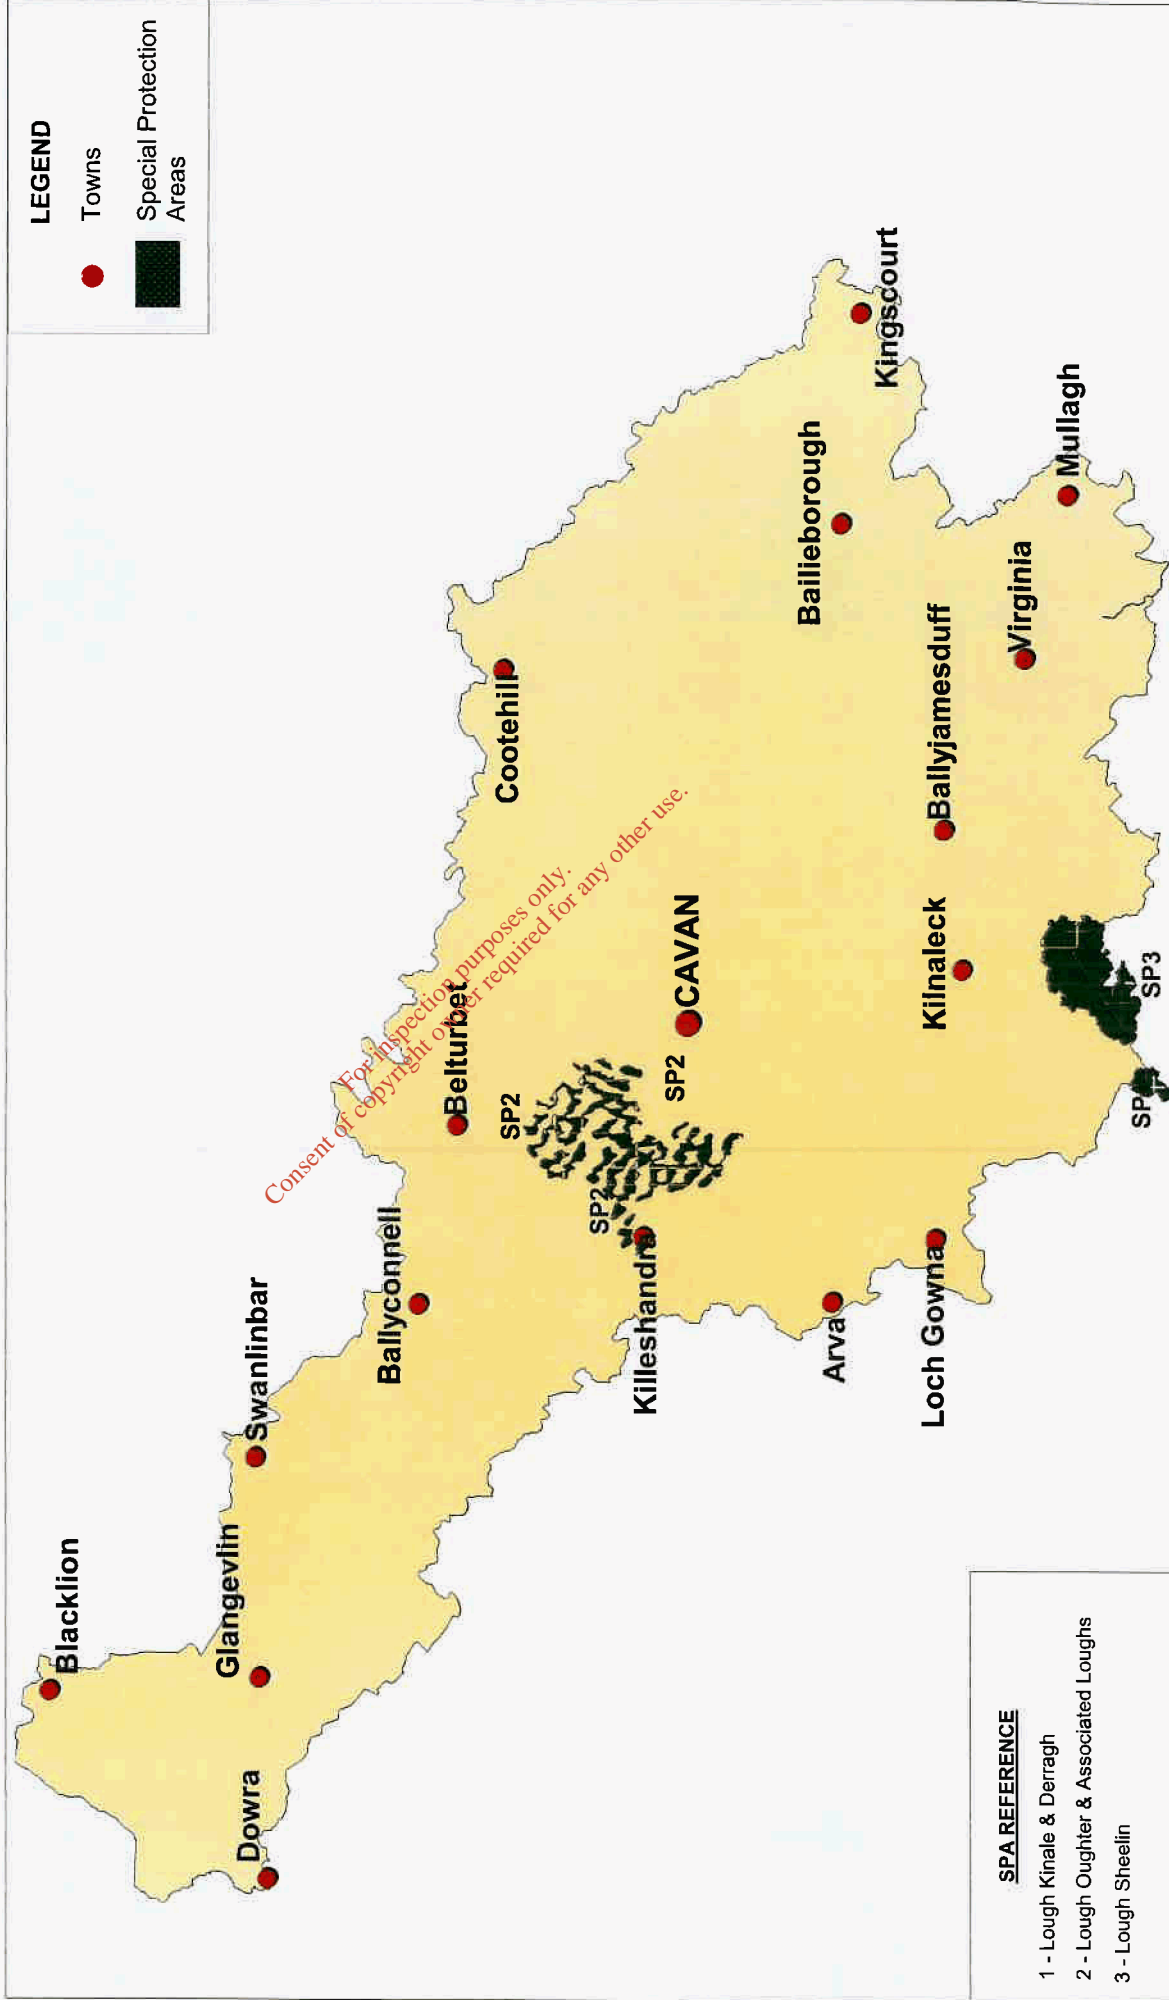 LEGEND
Towns
Special Protection
Areas
Blacklion
Glangevlin
Swanlinbar
Dowra
Ballyconnell
Belturbet
Cootehill
SP2
SP2
SP2
Killeshandra
CAVAN
Bailieborough
Kingscourt
Arva
Loch Gowna
Kilnaleck
Ballyjamesduff
Virginia
Mullagh
SP3
SP
For inspection purposes only.
Consent of copyright owner required for any other use.
SPA REFERENCE
1 - Lough Kinale & Derragh
2 - Lough Oughter & Associated Loughs
3 - Lough Sheelin